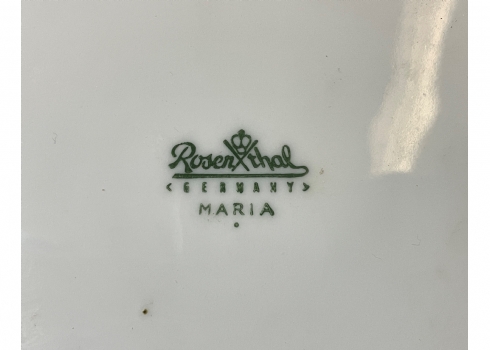 Rosenthal
< GERMANY >
MARIA